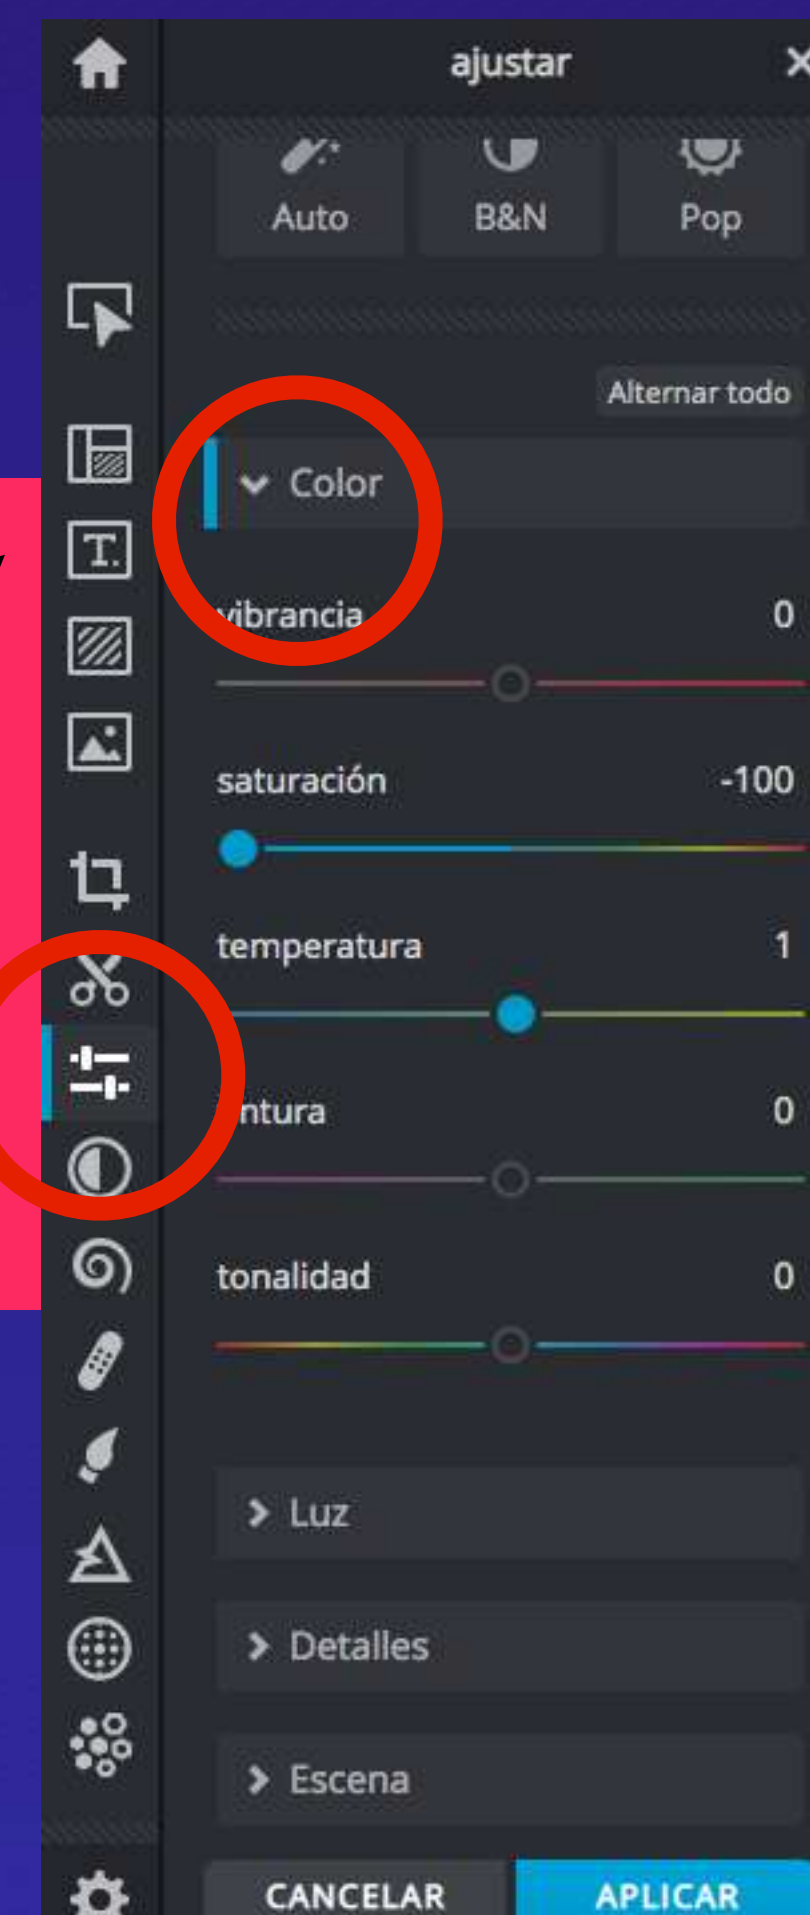 ajustar
Auto
B&N
Pop
Alternar todo
Color
vibrancia
0
saturación
-100
temperatura
1
ntura
0
tonalidad
0
Luz
Detalles
Escena
CANCELAR
APLICAR